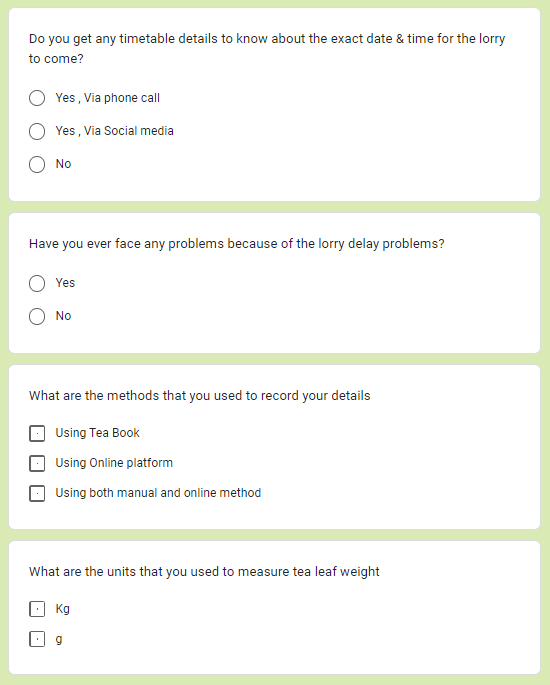 Do you get any timetable details to know about the exact date & time for the lorry
to come?
Yes , Via phone call
Yes , Via Social media
No
Have you ever face any problems because of the lorry delay problems?
Yes
No
What are the methods that you used to record your details
Using Tea Book
Using Online platform
Using both manual and online method
What are the units that you used to measure tea leaf weight
Kg
g